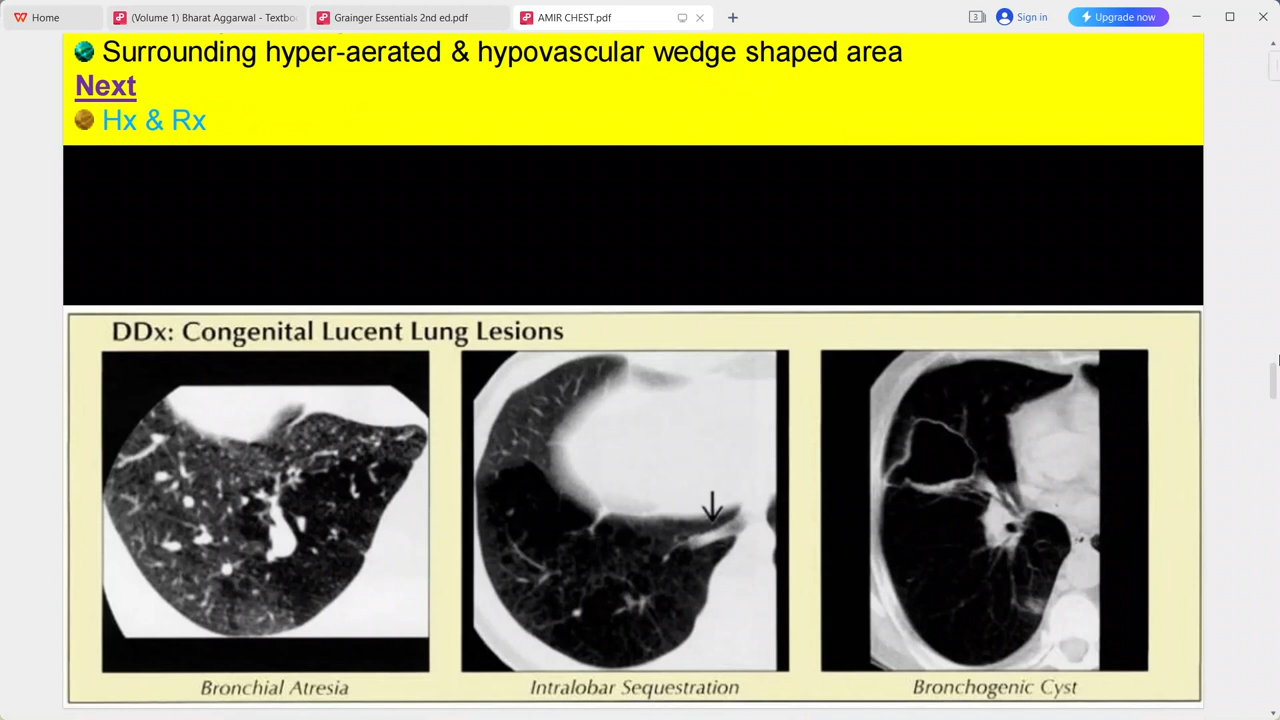 Home
(Volume 1) Bharat Aggarwal - Textbo
Grainger Essentials 2nd ed.pdf
AMIR CHEST.pdf
3
Sign in
Upgrade now
Surrounding hyper-aerated & hypovascular wedge shaped area
Next
Hx & Rx
DDx: Congenital Lucent Lung Lesions
Bronchial Atresia
Intralobar Sequestration
Bronchogenic Cyst